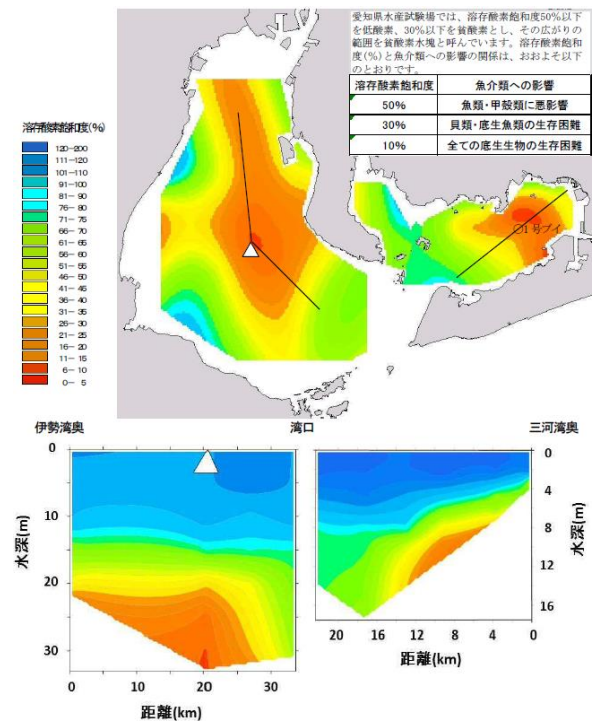 愛知県水産試験場では、溶存酸素飽和度50%以下
を低酸素、30%以下を貧酸素とし、その広がりの
範囲を貧酸素水塊と呼んでいます。溶存酸素飽和
度(%)と魚介類への影響の関係は、おおよそ以下
のとおりです。
溶存酸素飽和度 魚介類への影響
50% 魚類・甲殻類に悪影響
30% 貝類・底生魚類の生存困難
10% 全ての底生生物の生存困難
溶存酸素飽和度(%)
120-200
111-120
101-110
91-100
81-90
76-80
71-75
66-70
61-65
56-60
51-55
46-50
41-45
36-40
31-35
26-30
21-25
16-20
11-15
6-10
0-5
1号ブイ
伊勢湾奥 湾口 三河湾奥
水深(m)
0
10
20
30
0 10 20 30
距離(km)
0
4
8
12
16
水深(m)
20 16 12 8 4 0
距離(km)